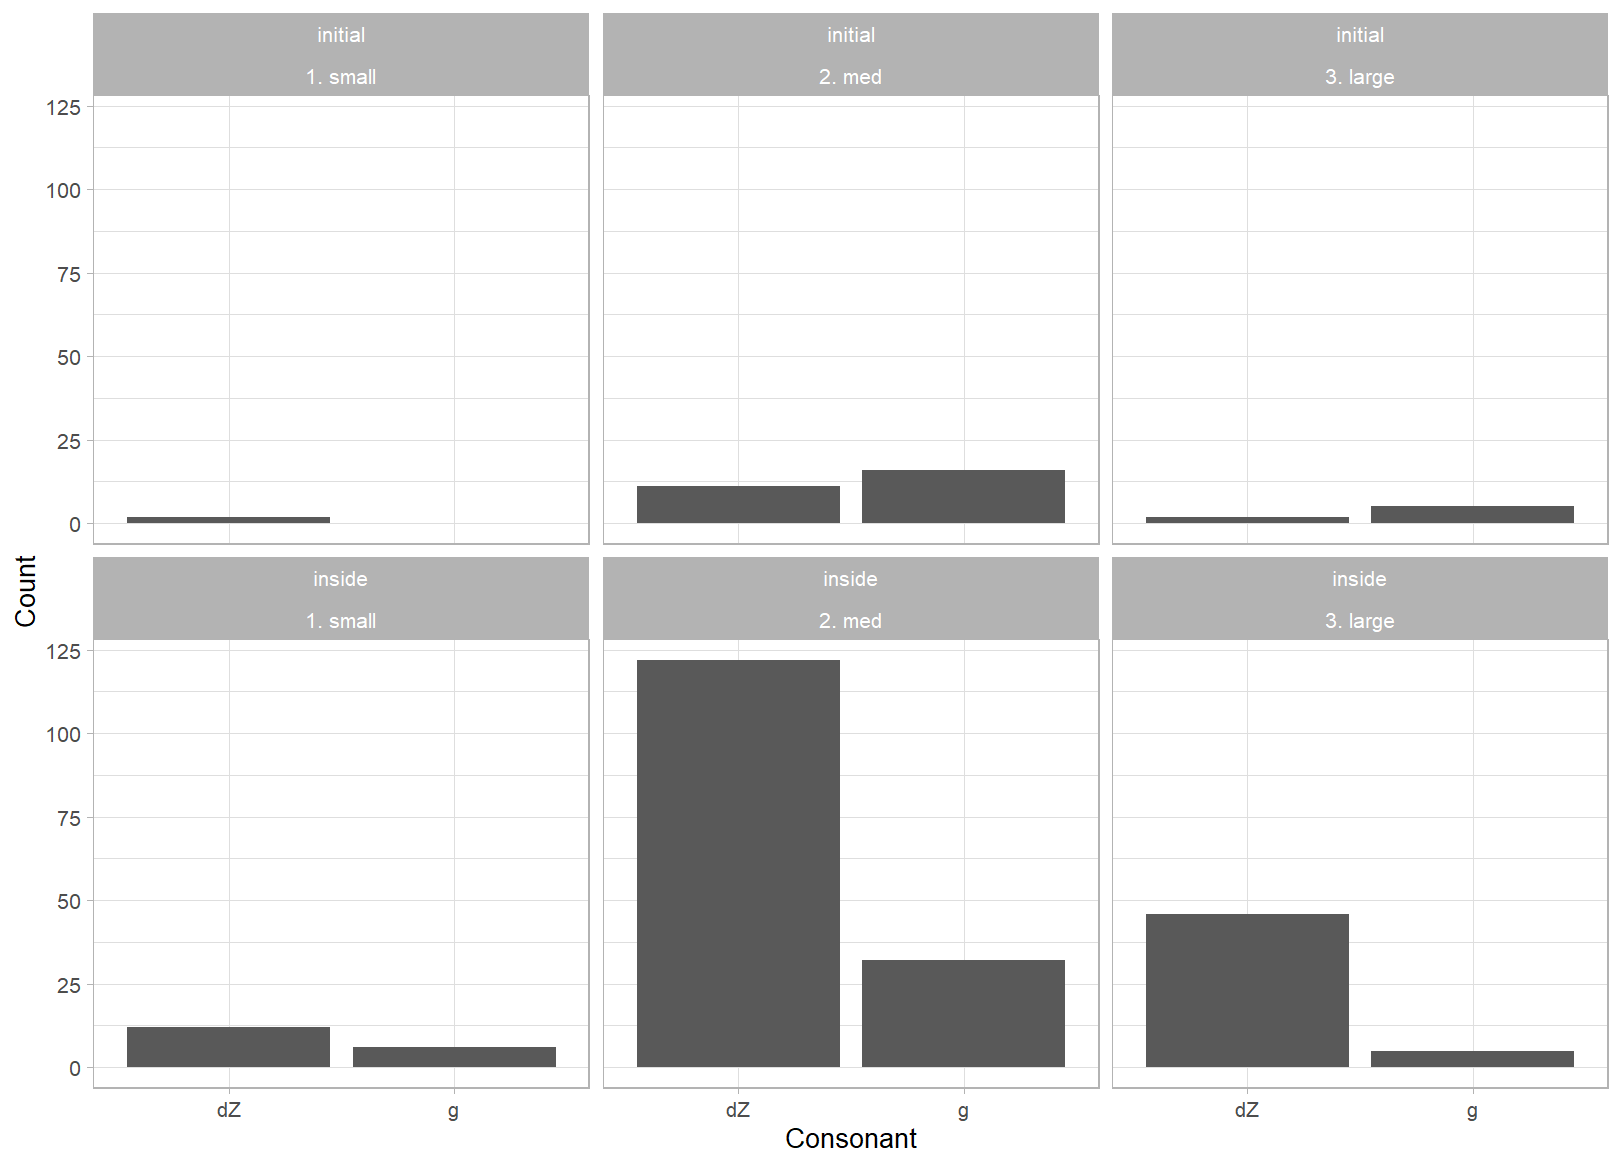 initial
1. small
initial
2. med
initial
3. large
125
100
75
50
25
0
inside
1. small
inside
2. med
inside
3. large
125
100
75
50
25
0
Count
dZ g dZ g dZ g
Consonant